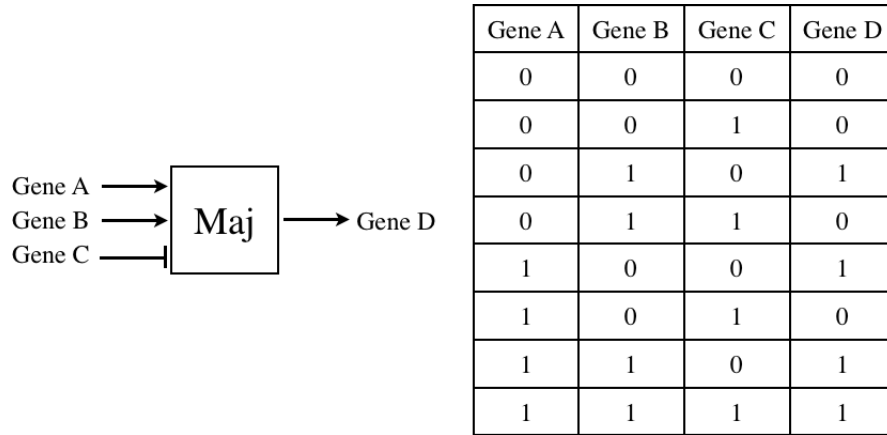 Gene A
Gene B
Gene C
Maj
Gene D
Gene A Gene B Gene C Gene D
0 0 0 0
0 0 1 0
0 1 0 1
0 1 1 0
1 0 0 1
1 0 1 0
1 1 0 1
1 1 1 1